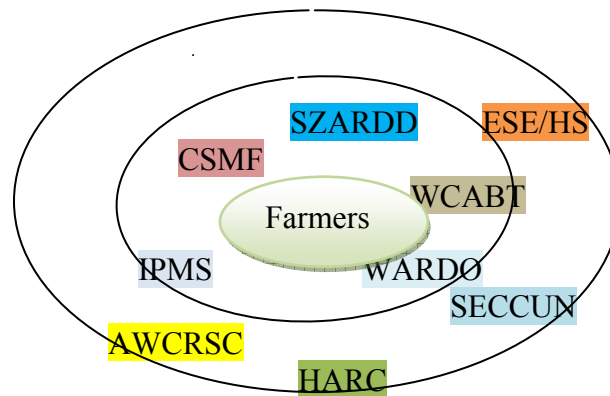 SZARDD
ESE/HS
CSMF
WCABT
Farmers
IPMS
WARDO
SECCUN
AWCRSC
HARC